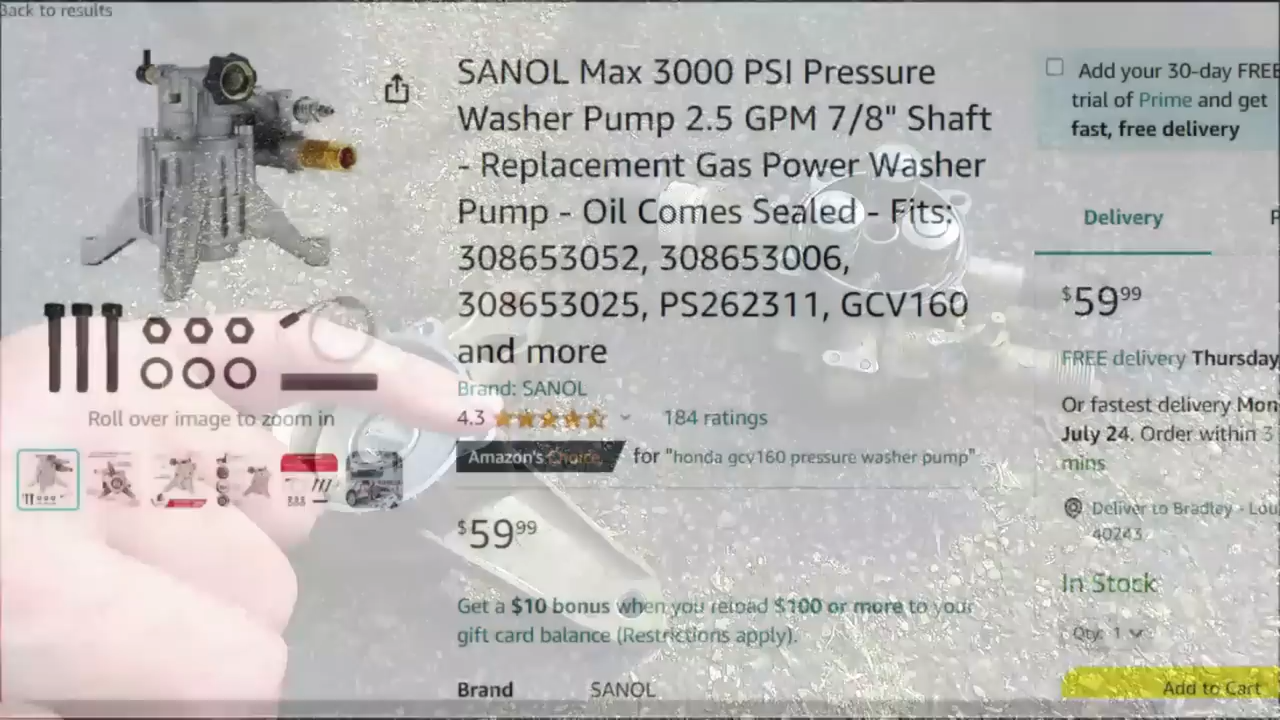 Back to results
SANOL Max 3000 PSI Pressure
Washer Pump 2.5 GPM 7/8" Shaft
- Replacement Gas Power Washer
Pump - Oil Comes Sealed - Fits:
308653052, 308653006,
308653025, PS262311, GCV160
and more
Brand: SANOL
4.3
184 ratings
Amazon's Choice
for "honda gcv160 pressure washer pump"
$59.99
Get a $10 bonus when you reload $100 or more to your
gift card balance (Restrictions apply).
Brand SANOL
Roll over image to zoom in
Add your 30-day FREE
trial of Prime and get
fast, free delivery
Delivery
$59.99
FREE delivery Thursday,
Or fastest delivery Mon
July 24. Order within 3
mins
Deliver to Bradley - Lou
40243
In Stock
Qty: 1
Add to Cart